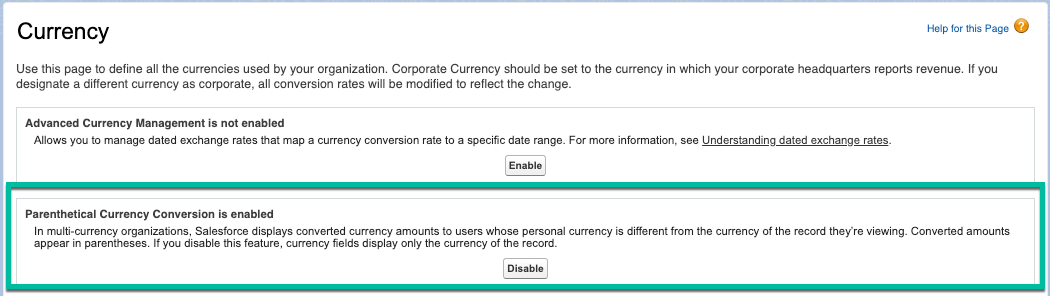 Currency
Help for this Page ?
Use this page to define all the currencies used by your organization. Corporate Currency should be set to the currency in which your corporate headquarters reports revenue. If you
designate a different currency as corporate, all conversion rates will be modified to reflect the change.
Advanced Currency Management is not enabled
Allows you to manage dated exchange rates that map a currency conversion rate to a specific date range. For more information, see Understanding dated exchange rates.
Enable
Parenthetical Currency Conversion is enabled
In multi-currency organizations, Salesforce displays converted currency amounts to users whose personal currency is different from the currency of the record they're viewing. Converted amounts
appear in parentheses. If you disable this feature, currency fields display only the currency of the record.
Disable